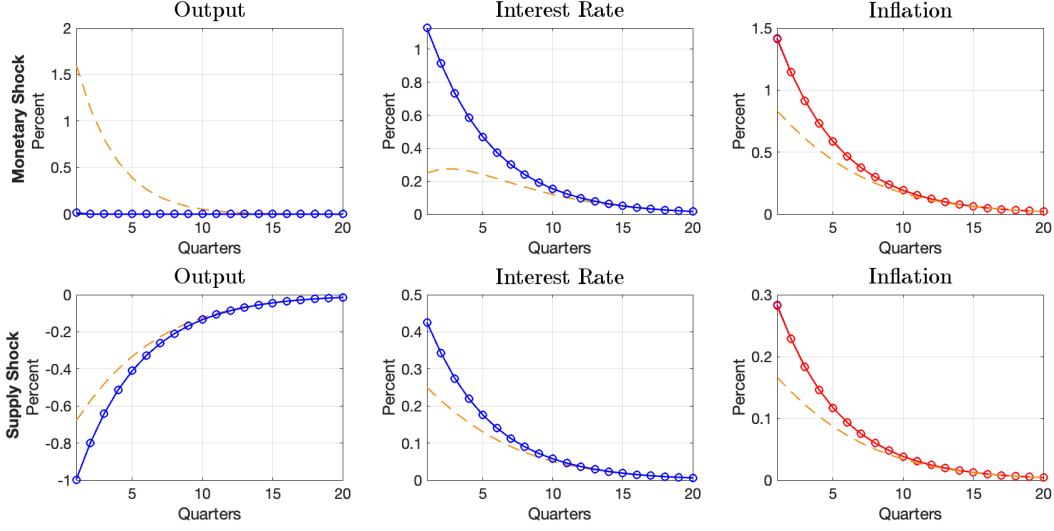 Output
Interest Rate
Inflation
Monetary Shock
Percent
2
1.5
1
0.5
0
5
10
15
20
Quarters
Percent
1
0.8
0.6
0.4
0.2
0
5
10
15
20
Quarters
Percent
1.5
1
0.5
0
5
10
15
20
Quarters
Output
Interest Rate
Inflation
Supply Shock
Percent
0
-0.2
-0.4
-0.6
-0.8
-1
5
10
15
20
Quarters
Percent
0.5
0.4
0.3
0.2
0.1
0
5
10
15
20
Quarters
Percent
0.3
0.2
0.1
0
5
10
15
20
Quarters